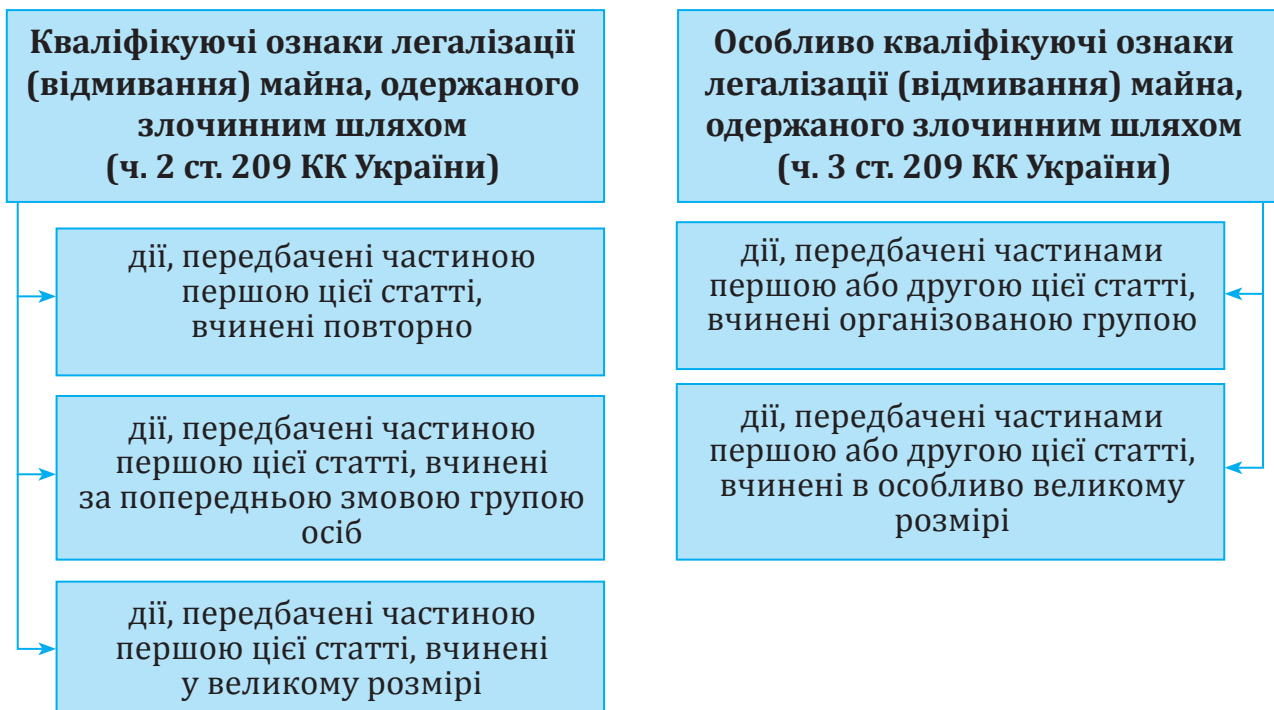 Кваліфікуючі ознаки легалізації
(відмивання) майна, одержаного
злочинним шляхом
(ч. 2 ст. 209 КК України)
дії, передбачені частиною
першою цієї статті,
вчинені повторно
дії, передбачені частиною
першою цієї статті, вчинені
за попередньою змовою групою
осіб
дії, передбачені частиною
першою цієї статті, вчинені
у великому розмірі
Особливо кваліфікуючі ознаки
легалізації (відмивання) майна,
одержаного злочинним шляхом
(ч. 3 ст. 209 КК України)
дії, передбачені частинами
першою або другою цієї статті,
вчинені організованою групою
дії, передбачені частинами
першою або другою цієї статті,
вчинені в особливо великому
розмірі